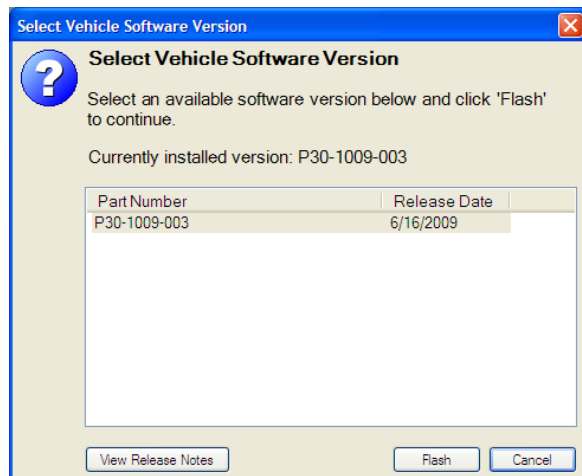 Select Vehicle Software Version
Select Vehicle Software Version
Select an available software version below and click 'Flash'
to continue.
Currently installed version: P30-1009-003
Part Number Release Date
P30-1009-003 6/16/2009
View Release Notes Flash Cancel